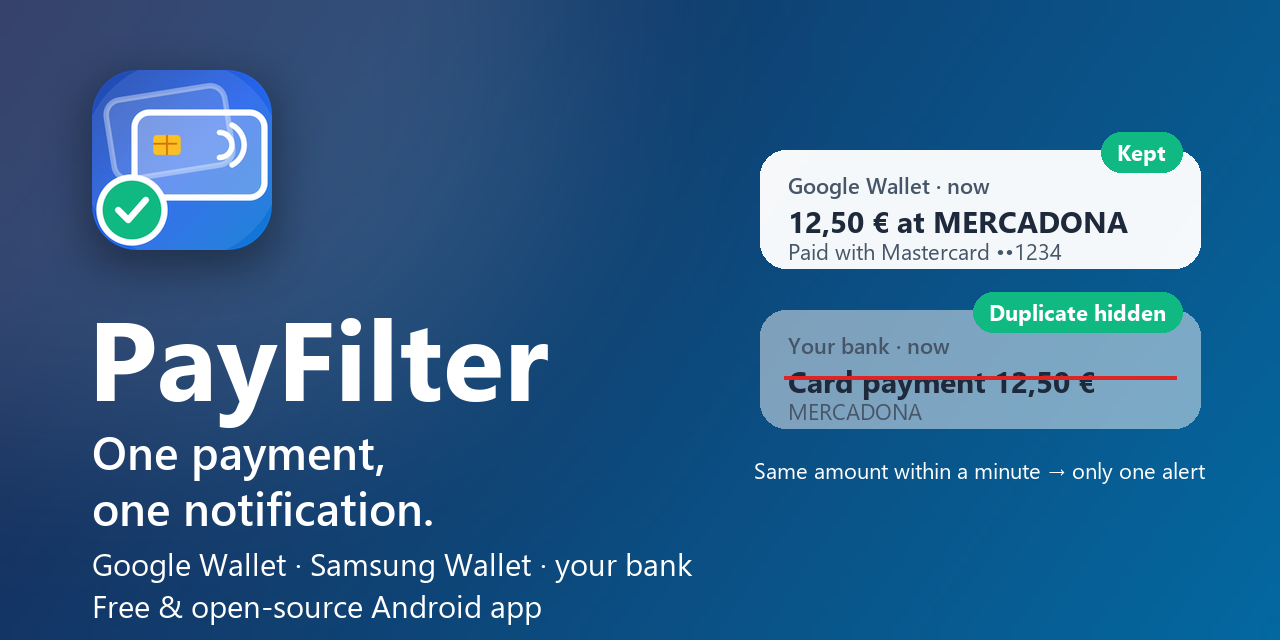 PayFilter
One payment,
one notification.
Google Wallet · Samsung Wallet · your bank
Free & open-source Android app
Kept
Google Wallet · now
12,50 € at MERCADONA
Paid with Mastercard ••1234
Duplicate hidden
Your bank · now
Card payment 12,50 €
MERCADONA
Same amount within a minute → only one alert